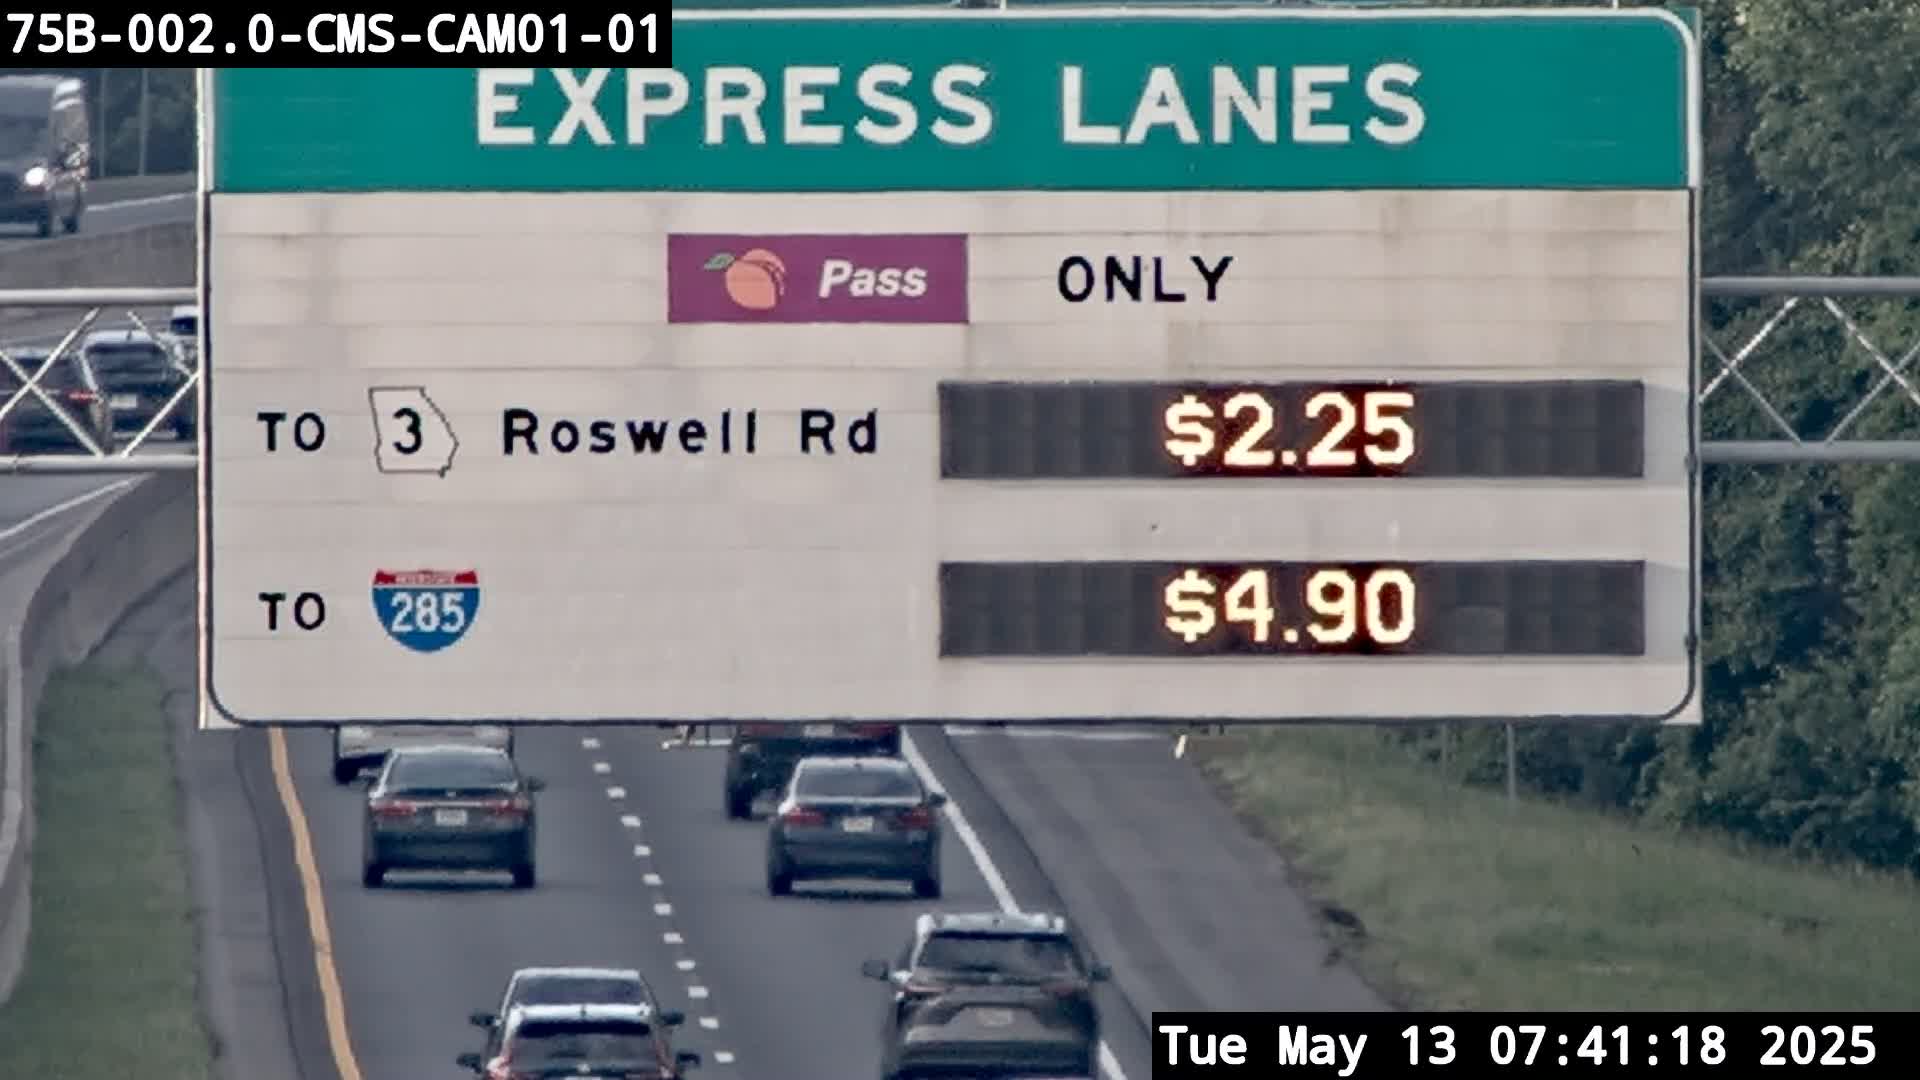 75B-002.0-CMS-CAM01-01
EXPRESS LANES
Pass ONLY
TO 3 Roswell Rd $2.25
TO 285 $4.90
Tue May 13 07:41:18 2025